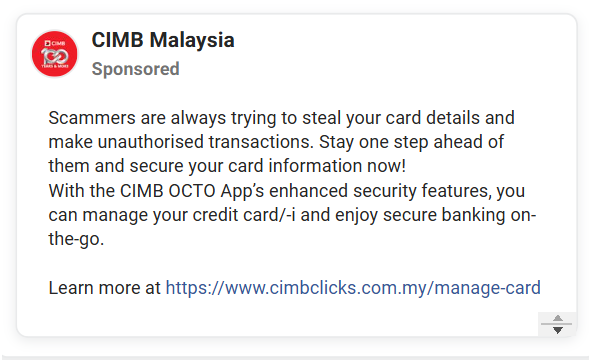 CIMB Malaysia
Sponsored
CIMB
100
YEARS & MORE
Scammers are always trying to steal your card details and
make unauthorised transactions. Stay one step ahead of
them and secure your card information now!
With the CIMB OCTO App’s enhanced security features, you
can manage your credit card/-i and enjoy secure banking on-
the-go.
Learn more at https://www.cimbclicks.com.my/manage-card